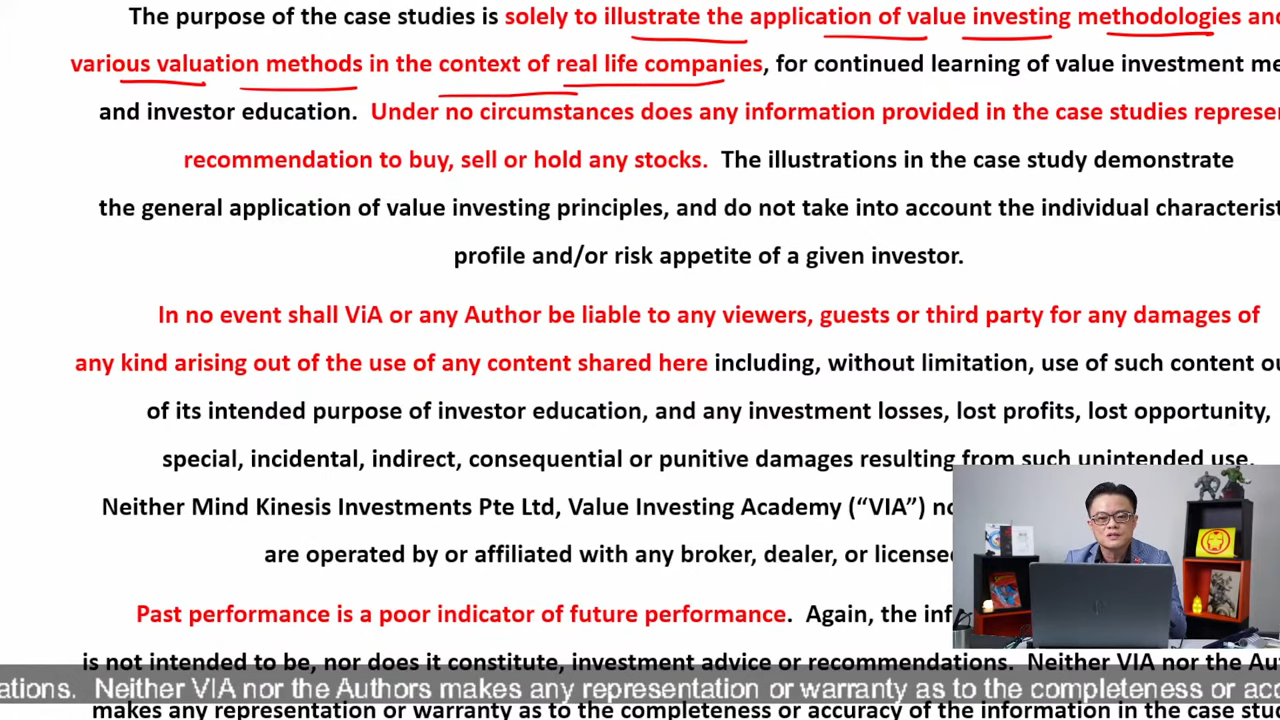 The purpose of the case studies is solely to illustrate the application of value investing methodologies and
various valuation methods in the context of real life companies, for continued learning of value investment me
and investor education. Under no circumstances does any information provided in the case studies represe
recommendation to buy, sell or hold any stocks. The illustrations in the case study demonstrate
the general application of value investing principles, and do not take into account the individual characterist
profile and/or risk appetite of a given investor.
In no event shall ViA or any Author be liable to any viewers, guests or third party for any damages of
any kind arising out of the use of any content shared here including, without limitation, use of such content ou
of its intended purpose of investor education, and any investment losses, lost profits, lost opportunity,
special, incidental, indirect, consequential or punitive damages resulting from such unintended use.
Neither Mind Kinesis Investments Pte Ltd, Value Investing Academy (“VIA”) no
are operated by or affiliated with any broker, dealer, or license
Past performance is a poor indicator of future performance. Again, the inf
is not intended to be, nor does it constitute, investment advice or recommendations. Neither VIA nor the Au
ations. Neither VIA nor the Authors makes any representation or warranty as to the completeness or acc
makes any representation or warranty as to the completeness or accuracy of the information in the case stud